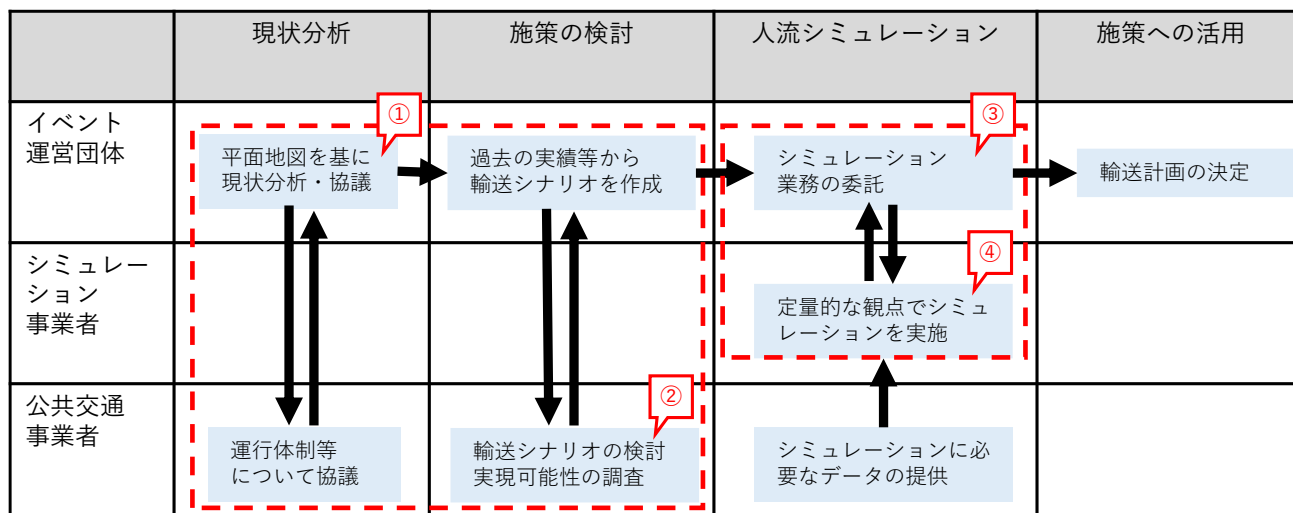 現状分析
施策の検討
人流シミュレーション
施策への活用
イベント
運営団体
①
平面地図を基に
現状分析・協議
過去の実績等から
輸送シナリオを作成
③
シミュレーション
業務の委託
輸送計画の決定
シミュレー
ション
事業者
④
定量的な観点でシミュ
レーションを実施
公共交通
事業者
運行体制等
について協議
②
輸送シナリオの検討
実現可能性の調査
シミュレーションに必
要なデータの提供